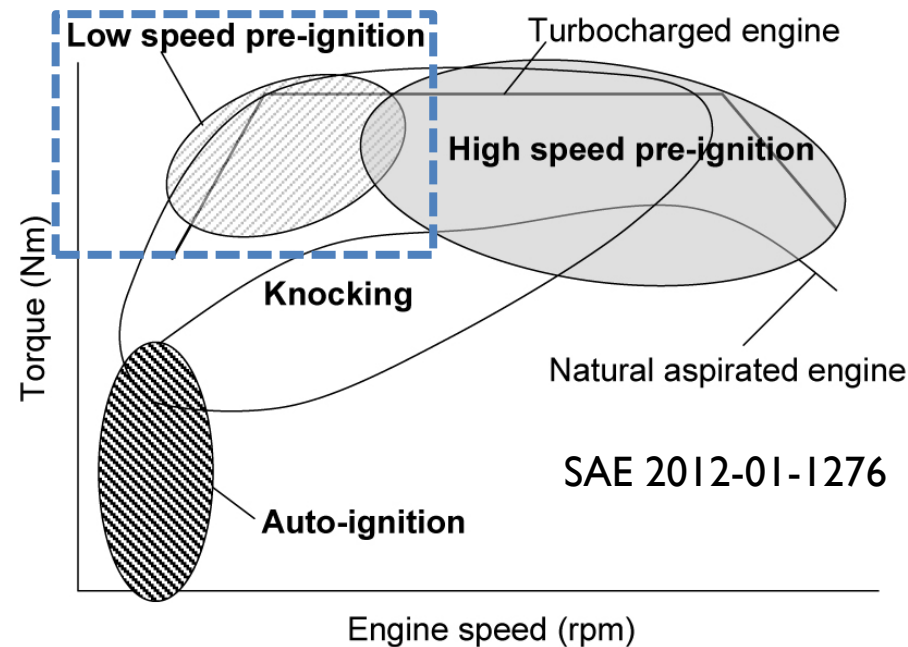 Low speed pre-ignition
Turbocharged engine
High speed pre-ignition
Torque (Nm)
Knocking
Natural aspirated engine
SAE 2012-01-1276
Auto-ignition
Engine speed (rpm)